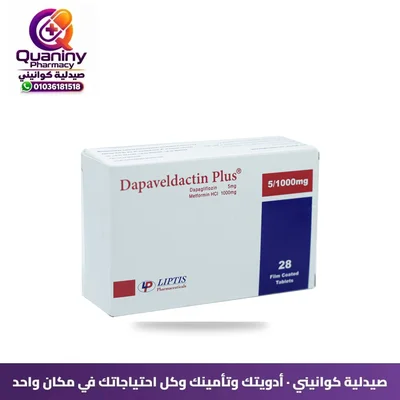 Quaniny
Pharmacy
صيدلية كوانيني
01036181518
Dapaveldactin Plus®
Dapagliflozin 5mg
Metformin HCl 1000mg
5/1000mg
28
Film Coated
Tablets
LP LIPTIS
Pharmaceuticals
صيدلية كوانيني - أدويتك وتأمينك وكل احتياجاتك في مكان واحد